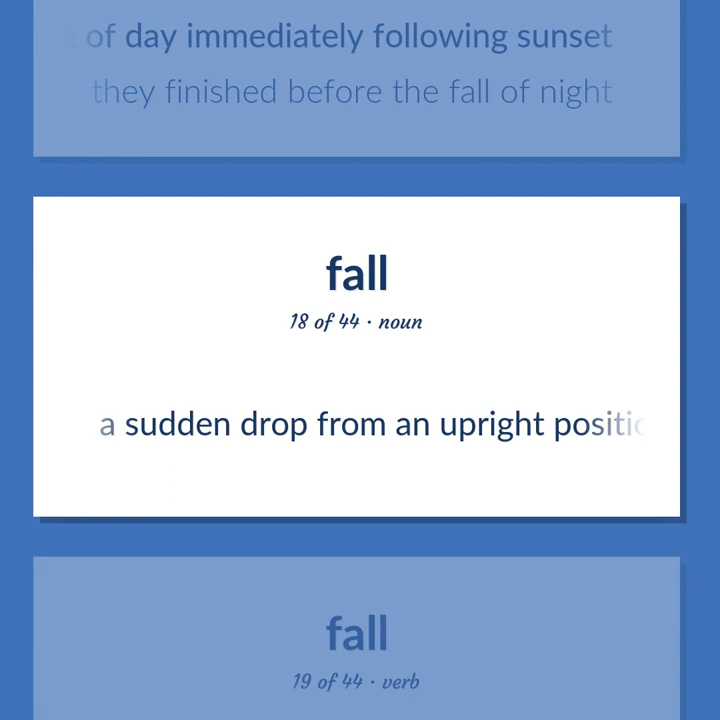 of day immediately following sunset
they finished before the fall of night
fall
18 of 44 · noun
a sudden drop from an upright
fall
19 of 44 · verb